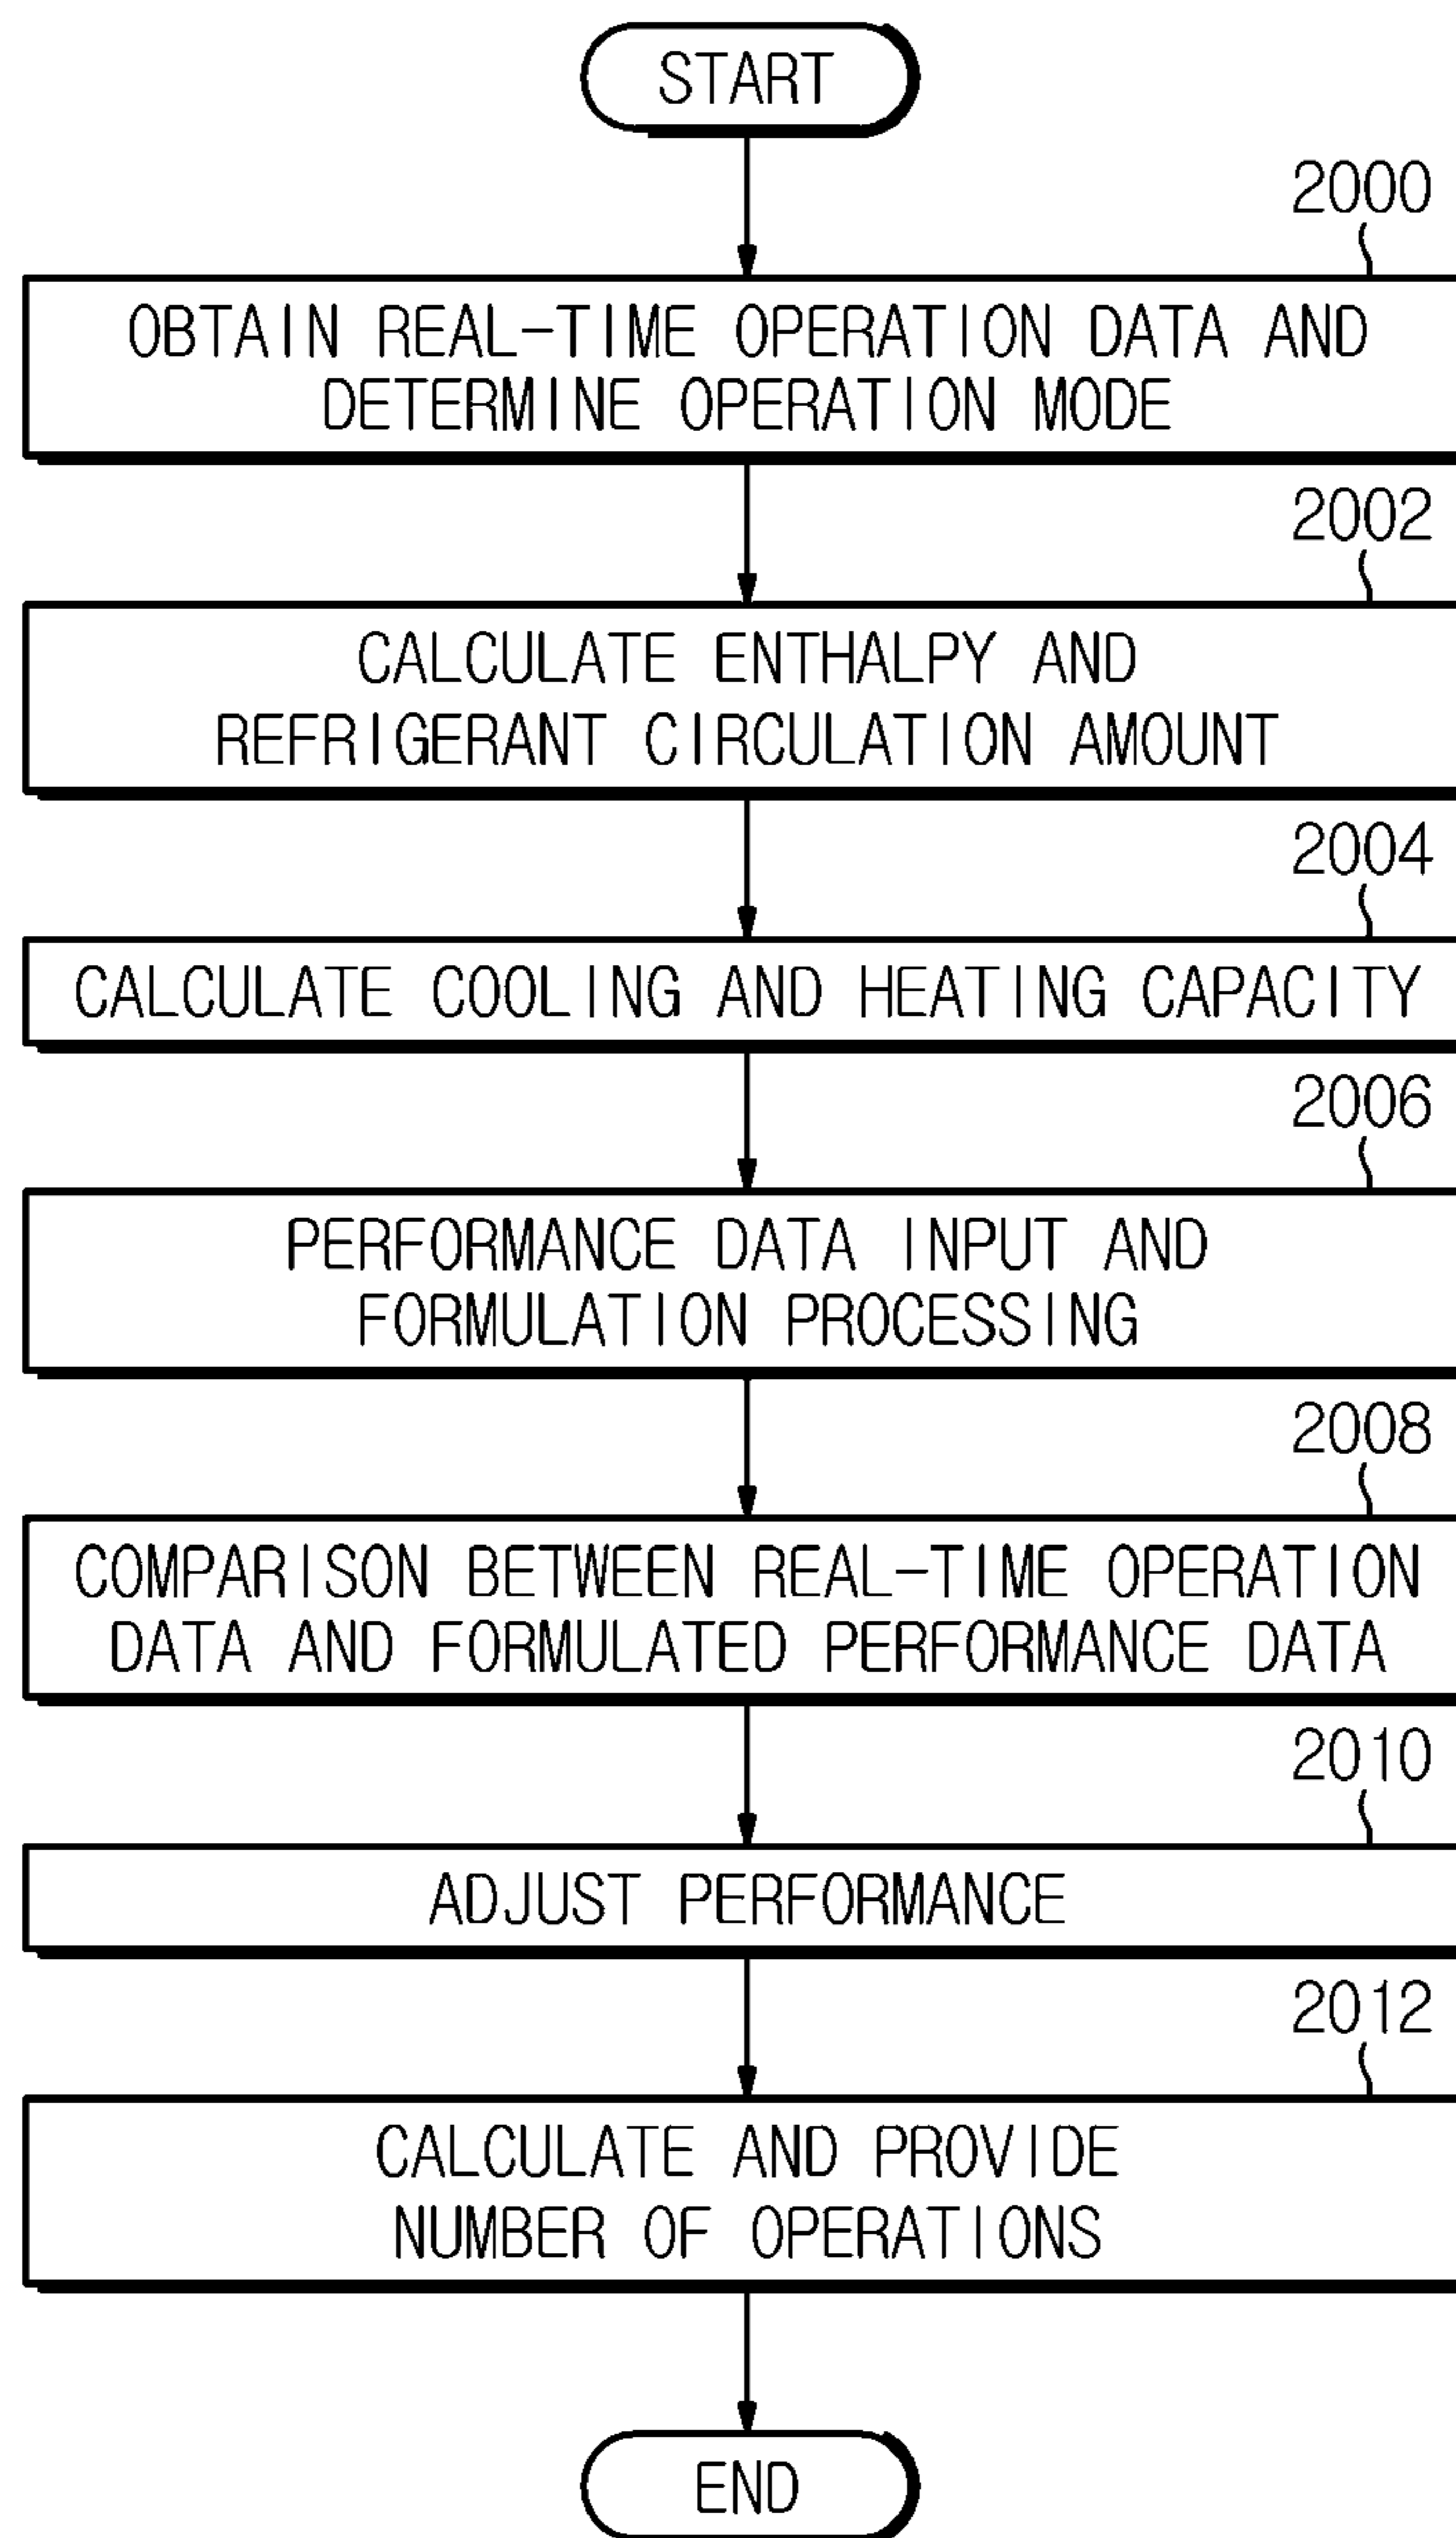 START
2000
OBTAIN REAL-TIME OPERATION DATA AND
DETERMINE OPERATION MODE
2002
CALCULATE ENTHALPY AND
REFRIGERANT CIRCULATION AMOUNT
2004
CALCULATE COOLING AND HEATING CAPACITY
2006
PERFORMANCE DATA INPUT AND
FORMULATION PROCESSING
2008
COMPARISON BETWEEN REAL-TIME OPERATION
DATA AND FORMULATED PERFORMANCE DATA
2010
ADJUST PERFORMANCE
2012
CALCULATE AND PROVIDE
NUMBER OF OPERATIONS
END